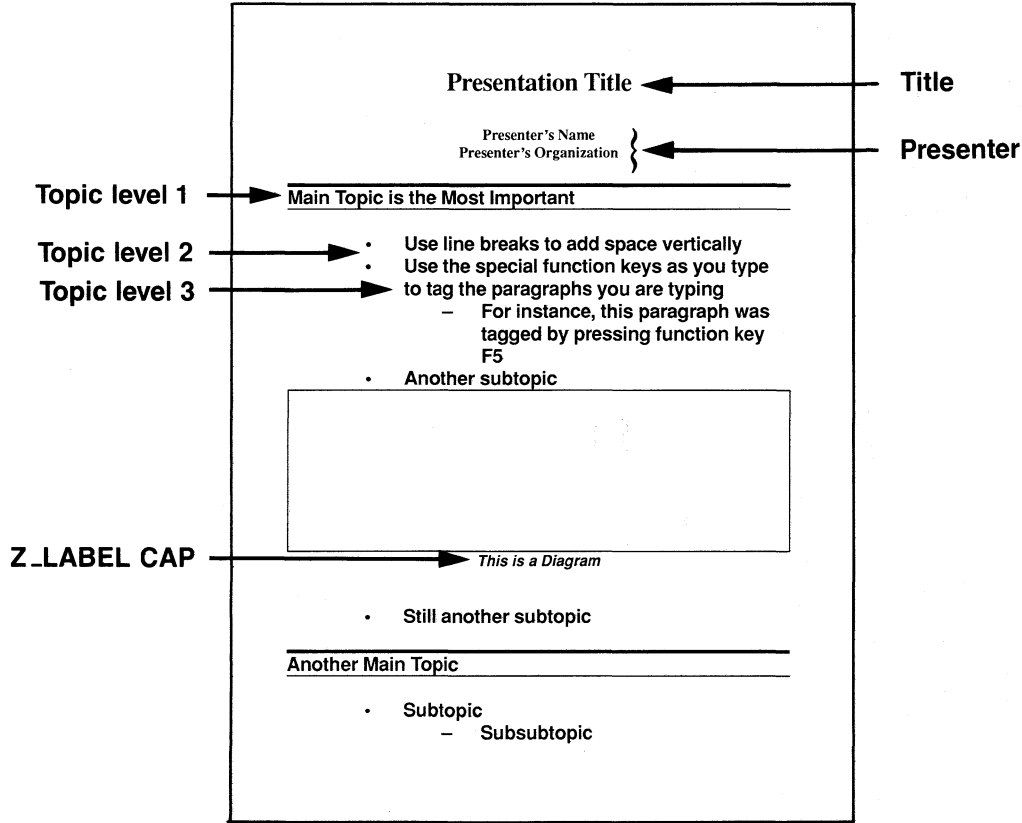 Presentation Title
Title
Presenter's Name
Presenter's Organization
Presenter
Topic level 1
Main Topic is the Most Important
• Use line breaks to add space vertically
Topic level 2
• Use the special function keys as you type
Topic level 3
to tag the paragraphs you are typing
– For instance, this paragraph was
tagged by pressing function key
F5
• Another subtopic
Z_LABEL CAP
This is a Diagram
• Still another subtopic
Another Main Topic
• Subtopic
– Subsubtopic